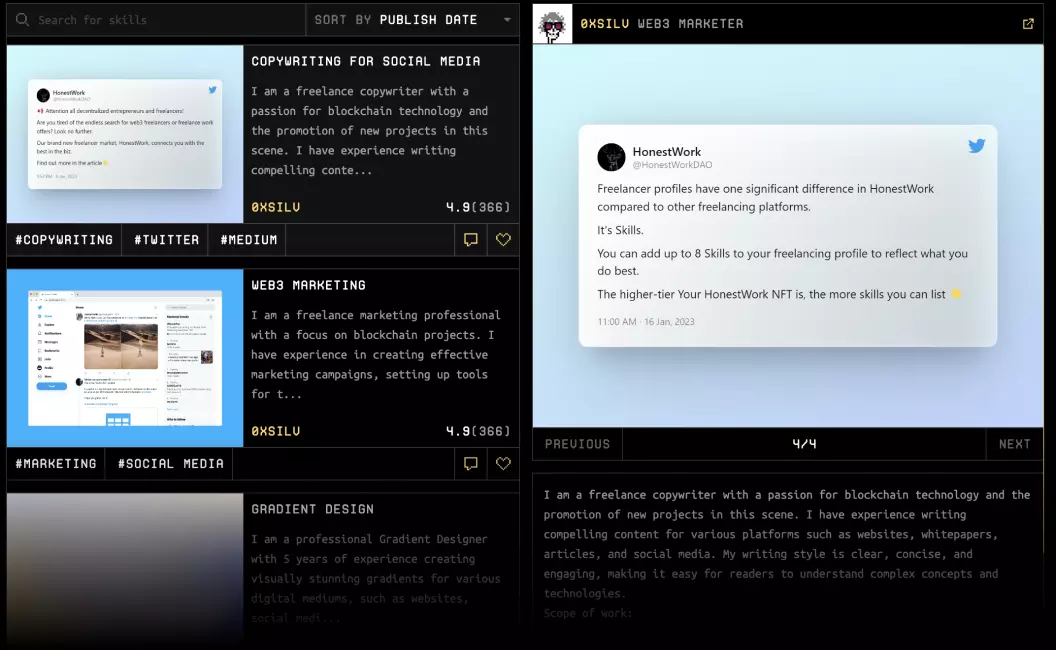 Search for skills
SORT BY PUBLISH DATE
HonestWork
@HonestWorkDAO
Attention all decentralized entrepreneurs and freelancers!
Are you tired of the endless search for web3 freelancers or freelance work
offers? Look no further.
Our brand new freelancer market, HonestWork, connects you with the
best in the biz.
Find out more in the article
COPYWRITING FOR SOCIAL MEDIA
I am a freelance copywriter with a
passion for blockchain technology and
the promotion of new projects in this
scene. I have experience writing
compelling conte...
0XSILV
4.9(366)
#COPYWRITING
#TWITTER
#MEDIUM
WEB3 MARKETING
I am a freelance marketing professional
with a focus on blockchain projects. I
have experience in creating effective
marketing campaigns, setting up tools
for t...
0XSILV
4.9(366)
#MARKETING
#SOCIAL MEDIA
GRADIENT DESIGN
I am a professional Gradient Designer
with 5 years of experience creating
visually stunning gradients for various
digital mediums, such as websites,
social medi...
0XSILV WEB3 MARKETER
HonestWork
@HonestWorkDAO
Freelancer profiles have one significant difference in HonestWork
compared to other freelancing platforms.
It's Skills.
You can add up to 8 Skills to your freelancing profile to reflect what you
do best.
The higher-tier Your HonestWork NFT is, the more skills you can list
11:00 AM · 16 Jan, 2023
PREVIOUS
4/4
NEXT
I am a freelance copywriter with a passion for blockchain technology and the
promotion of new projects in this scene. I have experience writing
compelling content for various platforms such as websites, whitepapers,
articles, and social media. My writing style is clear, concise, and
engaging, making it easy for readers to understand complex concepts and
technologies.
Scope of work: